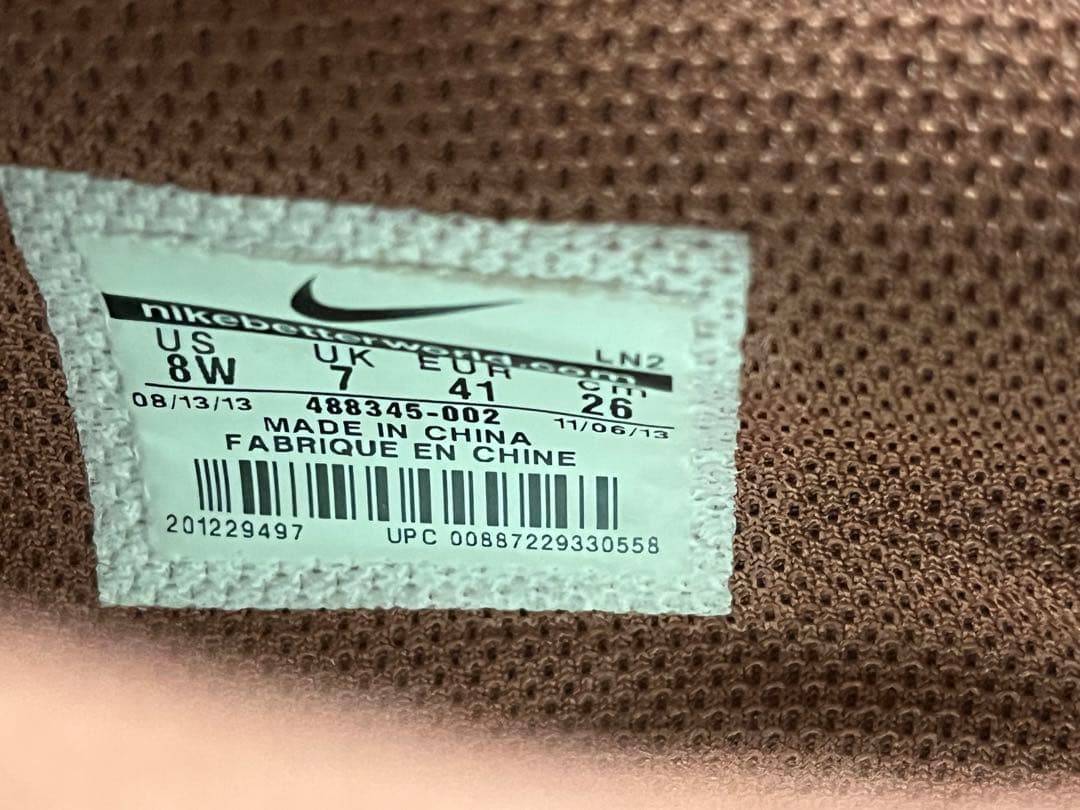 nikebetterworld.com
LN2
US UK EUR cm
8W 7 41 26
08/13/13 488345-002 11/06/13
MADE IN CHINA
FABRIQUE EN CHINE
201229497 UPC 00887229330558